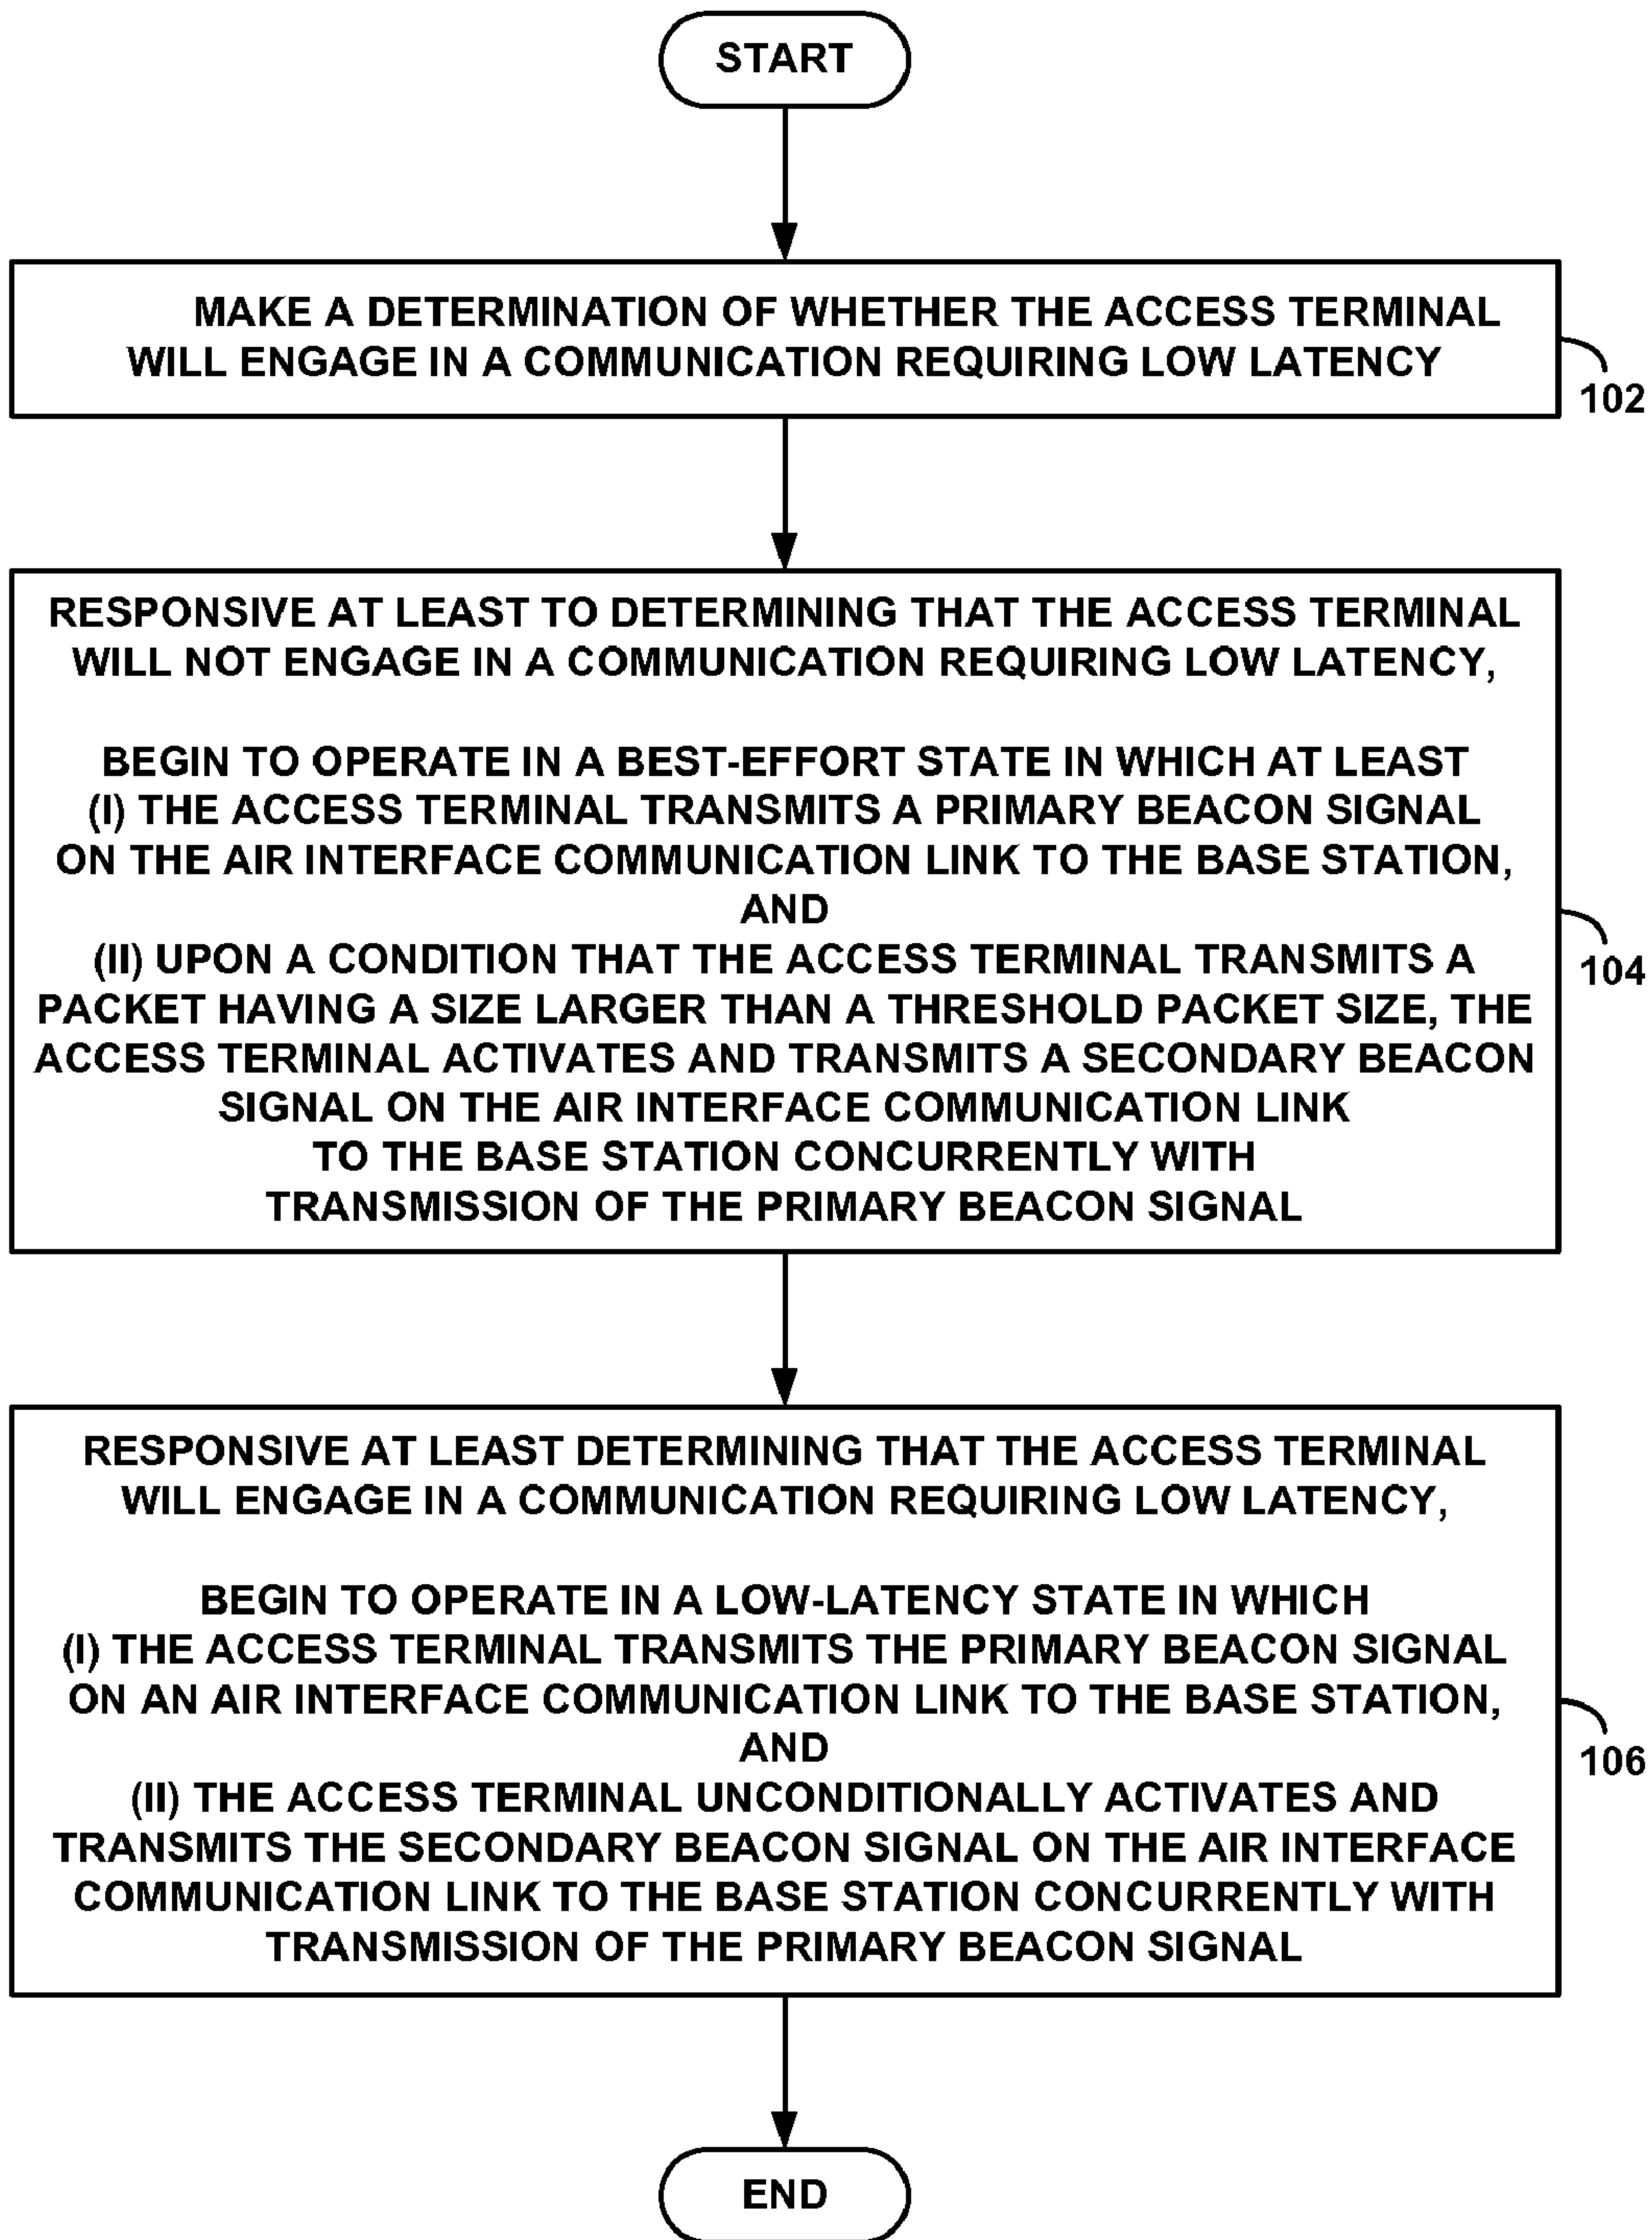 START
MAKE A DETERMINATION OF WHETHER THE ACCESS TERMINAL
WILL ENGAGE IN A COMMUNICATION REQUIRING LOW LATENCY
102
RESPONSIVE AT LEAST TO DETERMINING THAT THE ACCESS TERMINAL
WILL NOT ENGAGE IN A COMMUNICATION REQUIRING LOW LATENCY,
BEGIN TO OPERATE IN A BEST-EFFORT STATE IN WHICH AT LEAST
(I) THE ACCESS TERMINAL TRANSMITS A PRIMARY BEACON SIGNAL
ON THE AIR INTERFACE COMMUNICATION LINK TO THE BASE STATION,
AND
(II) UPON A CONDITION THAT THE ACCESS TERMINAL TRANSMITS A
PACKET HAVING A SIZE LARGER THAN A THRESHOLD PACKET SIZE, THE
ACCESS TERMINAL ACTIVATES AND TRANSMITS A SECONDARY BEACON
SIGNAL ON THE AIR INTERFACE COMMUNICATION LINK
TO THE BASE STATION CONCURRENTLY WITH
TRANSMISSION OF THE PRIMARY BEACON SIGNAL
104
RESPONSIVE AT LEAST DETERMINING THAT THE ACCESS TERMINAL
WILL ENGAGE IN A COMMUNICATION REQUIRING LOW LATENCY,
BEGIN TO OPERATE IN A LOW-LATENCY STATE IN WHICH
(I) THE ACCESS TERMINAL TRANSMITS THE PRIMARY BEACON SIGNAL
ON AN AIR INTERFACE COMMUNICATION LINK TO THE BASE STATION,
AND
(II) THE ACCESS TERMINAL UNCONDITIONALLY ACTIVATES AND
TRANSMITS THE SECONDARY BEACON SIGNAL ON THE AIR INTERFACE
COMMUNICATION LINK TO THE BASE STATION CONCURRENTLY WITH
TRANSMISSION OF THE PRIMARY BEACON SIGNAL
106
END